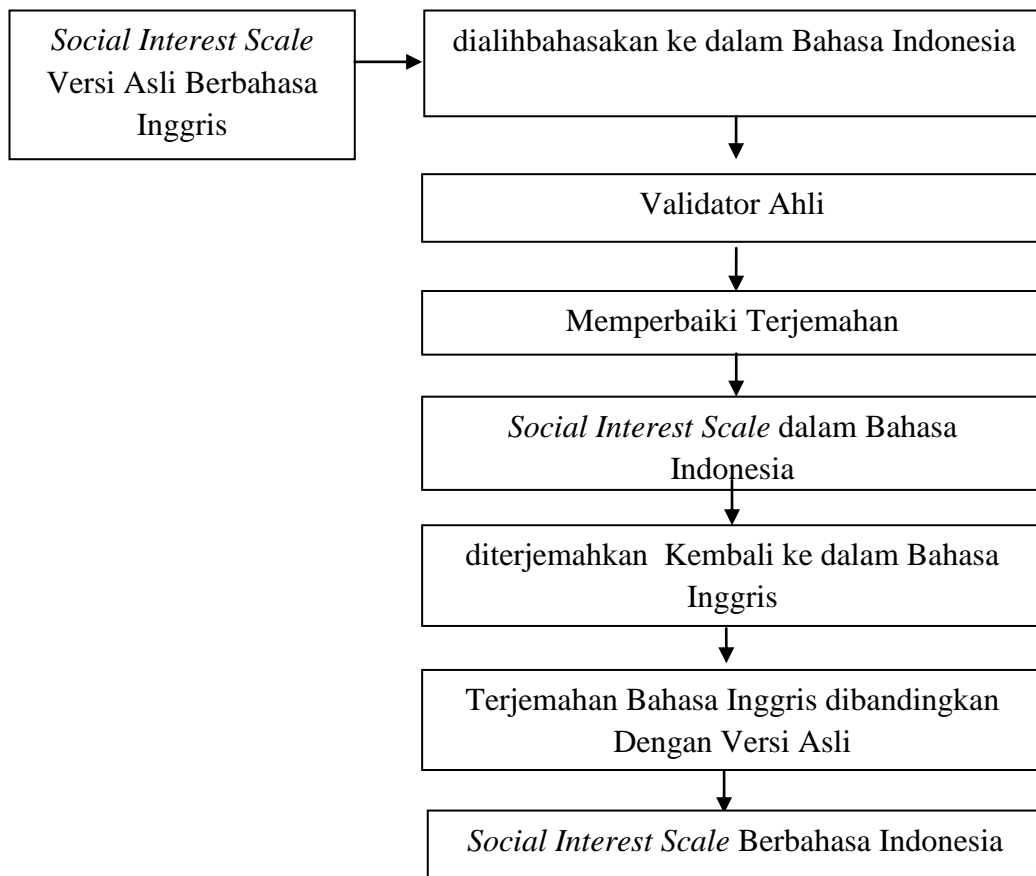 Social Interest Scale
Versi Asli Berbahasa
Inggris
dialihbahasakan ke dalam Bahasa Indonesia
Validator Ahli
Memperbaiki Terjemahan
Social Interest Scale dalam Bahasa
Indonesia
diterjemahkan Kembali ke dalam Bahasa
Inggris
Terjemahan Bahasa Inggris dibandingkan
Dengan Versi Asli
Social Interest Scale Berbahasa Indonesia